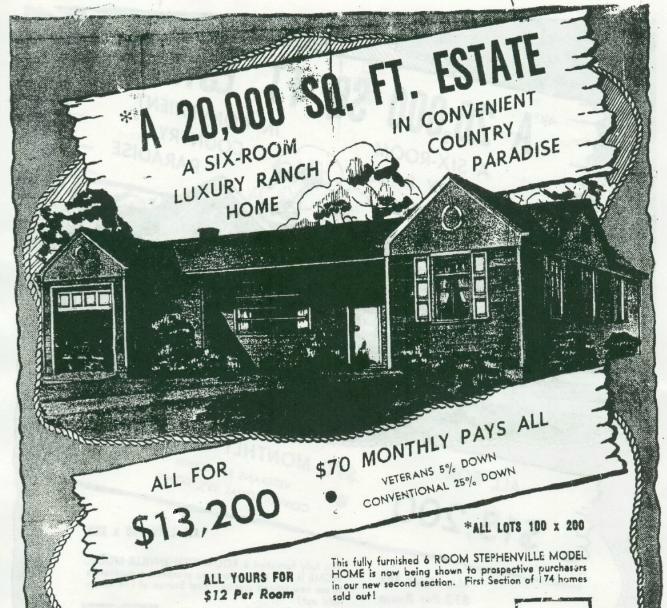 *A 20,000 SQ. FT. ESTATE
A SIX-ROOM
LUXURY RANCH
HOME
IN CONVENIENT
COUNTRY
PARADISE
ALL FOR
$13,200
$70 MONTHLY PAYS ALL
• VETERANS 5% DOWN
CONVENTIONAL 25% DOWN
*ALL LOTS 100 x 200
ALL YOURS FOR
$12 Per Room
This fully furnished 6 ROOM STEPHENVILLE MODEL
HOME is now being shown to prospective purchasers
in our new second section. First Section of 174 homes
sold out!